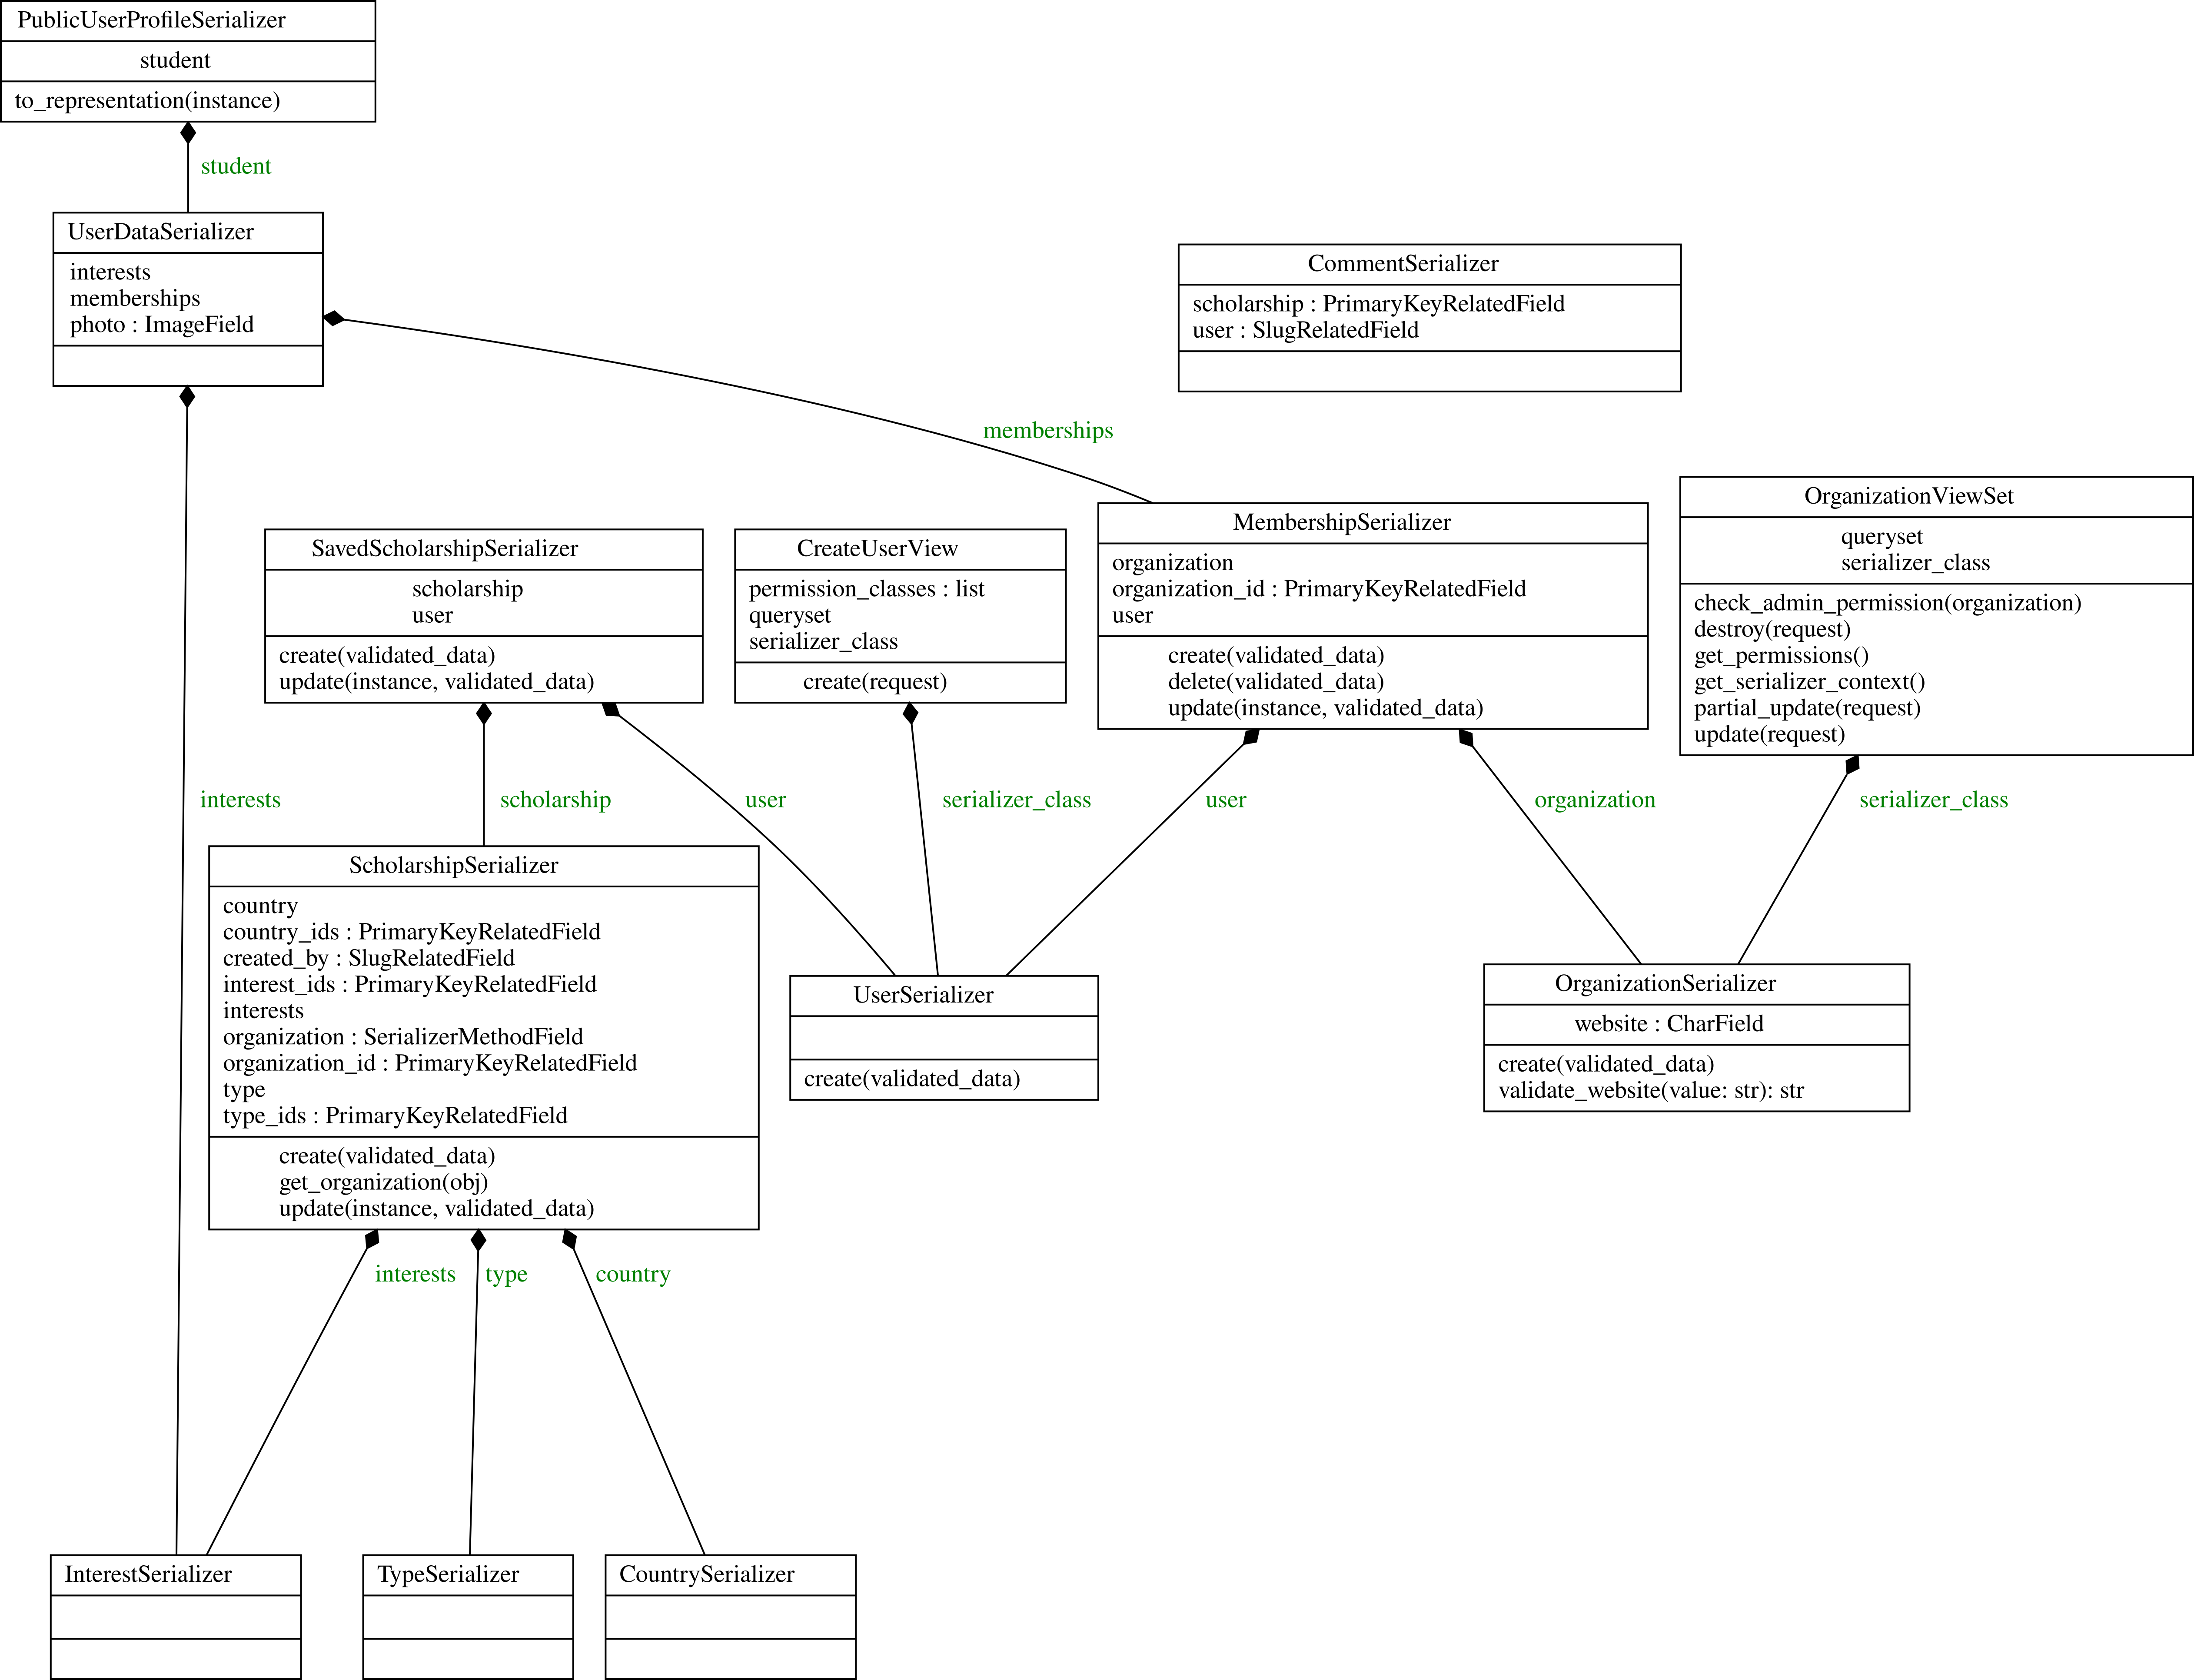 PublicUserProfileSerializer
student
to_representation(instance)
student
UserDataSerializer
interests
memberships
photo : ImageField
CommentSerializer
scholarship : PrimaryKeyRelatedField
user : SlugRelatedField
memberships
SavedScholarshipSerializer
scholarship
user
create(validated_data)
update(instance, validated_data)
CreateUserView
permission_classes : list
queryset
serializer_class
create(request)
MembershipSerializer
organization
organization_id : PrimaryKeyRelatedField
user
create(validated_data)
delete(validated_data)
update(instance, validated_data)
OrganizationViewSet
queryset
serializer_class
check_admin_permission(organization)
destroy(request)
get_permissions()
get_serializer_context()
partial_update(request)
update(request)
interests
scholarship
user
serializer_class
user
organization
serializer_class
ScholarshipSerializer
country
country_ids : PrimaryKeyRelatedField
created_by : SlugRelatedField
interest_ids : PrimaryKeyRelatedField
interests
organization : SerializerMethodField
organization_id : PrimaryKeyRelatedField
type
type_ids : PrimaryKeyRelatedField
create(validated_data)
get_organization(obj)
update(instance, validated_data)
UserSerializer
create(validated_data)
OrganizationSerializer
website : CharField
create(validated_data)
validate_website(value: str): str
interests
type
country
InterestSerializer
TypeSerializer
CountrySerializer